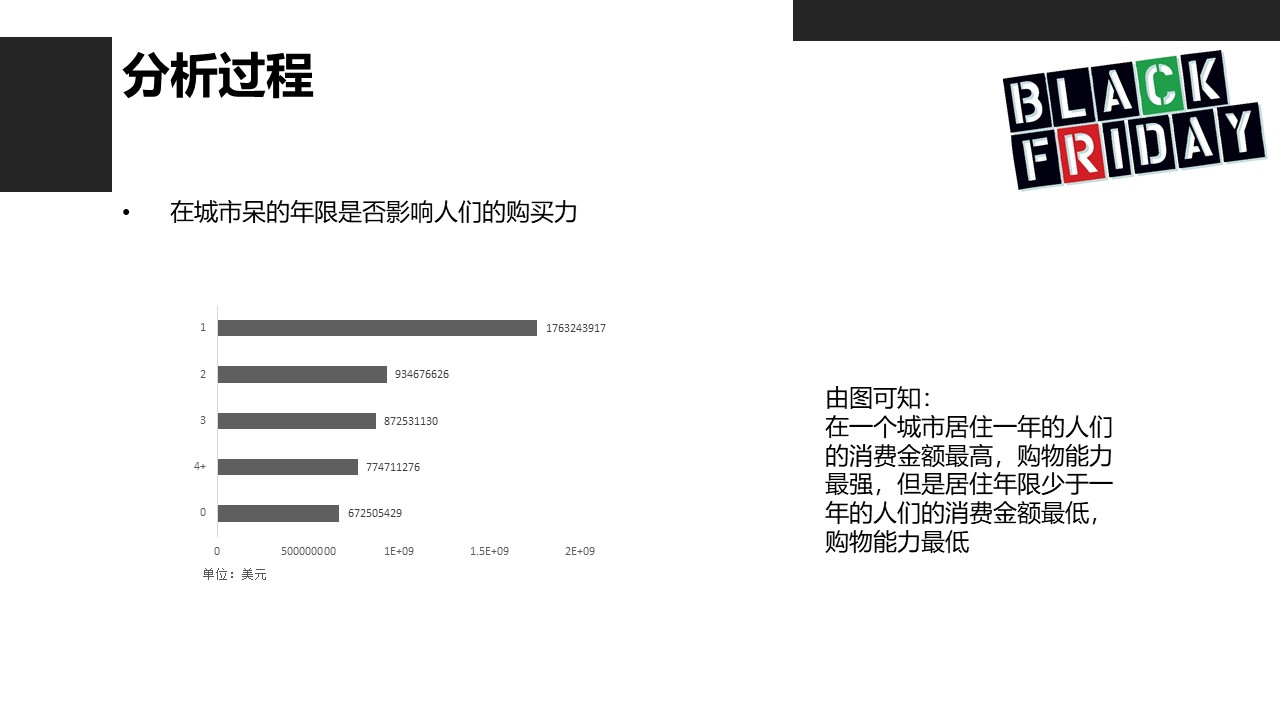 分析过程
BLACK
FRIDAY
• 在城市呆的年限是否影响人们的购买力
1 1763243917
2 934676626
3 872531130
4+ 774711276
0 672505429
0 500000000 1E+09 1.5E+09 2E+09
单位：美元
由图可知：
在一个城市居住一年的人们
的消费金额最高，购物能力
最强，但是居住年限少于一
年的人们的消费金额最低，
购物能力最低